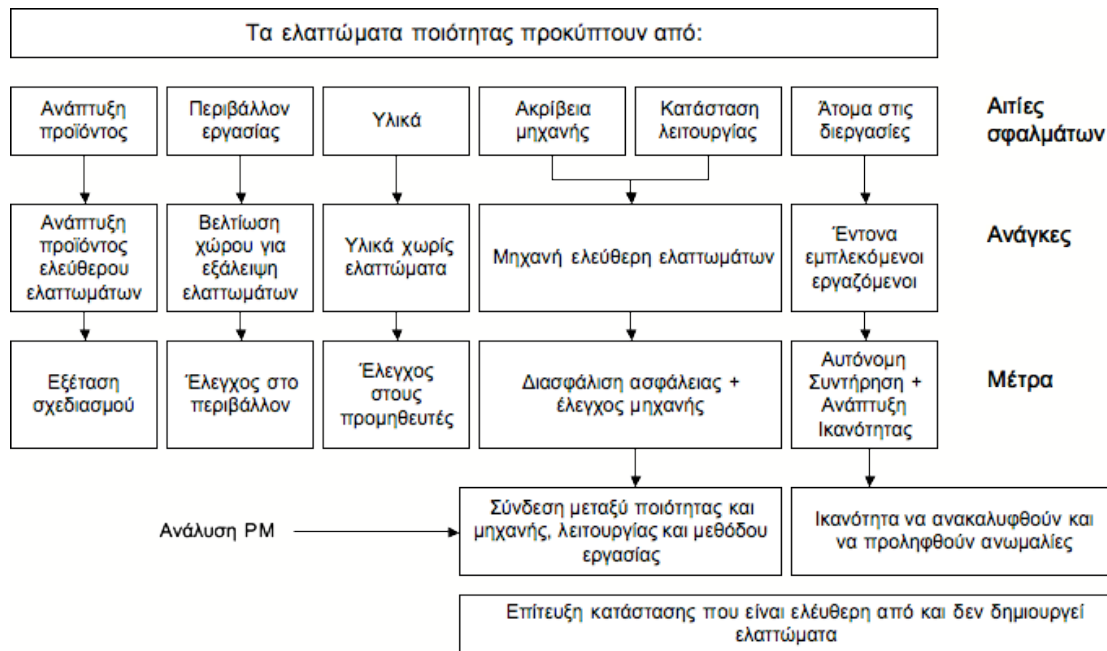 Τα ελαττώματα ποιότητας προκύπτουν από:
Ανάπτυξη
προϊόντος
Περιβάλλον
εργασίας
Υλικά
Ακρίβεια
μηχανής
Κατάσταση
λειτουργίας
Άτομα στις
διεργασίες
Αιτίες
σφαλμάτων
Ανάπτυξη
προϊόντος
ελεύθερου
ελαττωμάτων
Βελτίωση
χώρου για
εξάλειψη
ελαττωμάτων
Υλικά χωρίς
ελαττώματα
Μηχανή ελεύθερη ελαττωμάτων
Έντονα
εμπλεκόμενοι
εργαζόμενοι
Ανάγκες
Εξέταση
σχεδιασμού
Έλεγχος στο
περιβάλλον
Έλεγχος
στους
προμηθευτές
Διασφάλιση ασφάλειας +
έλεγχος μηχανής
Αυτόνομη
Συντήρηση +
Ανάπτυξη
Ικανότητας
Μέτρα
Ανάλυση PM
Σύνδεση μεταξύ ποιότητας και
μηχανής, λειτουργίας και μεθόδου
εργασίας
Ικανότητα να ανακαλυφθούν και
να προληφθούν ανωμαλίες
Επίτευξη κατάστασης που είναι ελέυθερη από και δεν δημιουργεί
ελαττώματα